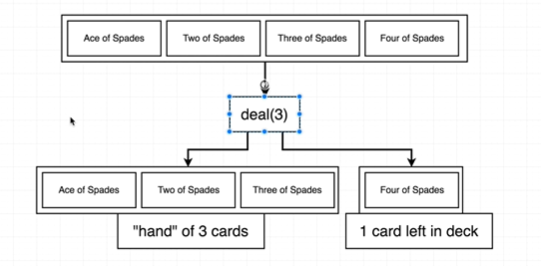 Ace of Spades
Two of Spades
Three of Spades
Four of Spades
deal(3)
Ace of Spades
Two of Spades
Three of Spades
Four of Spades
"hand" of 3 cards
1 card left in deck